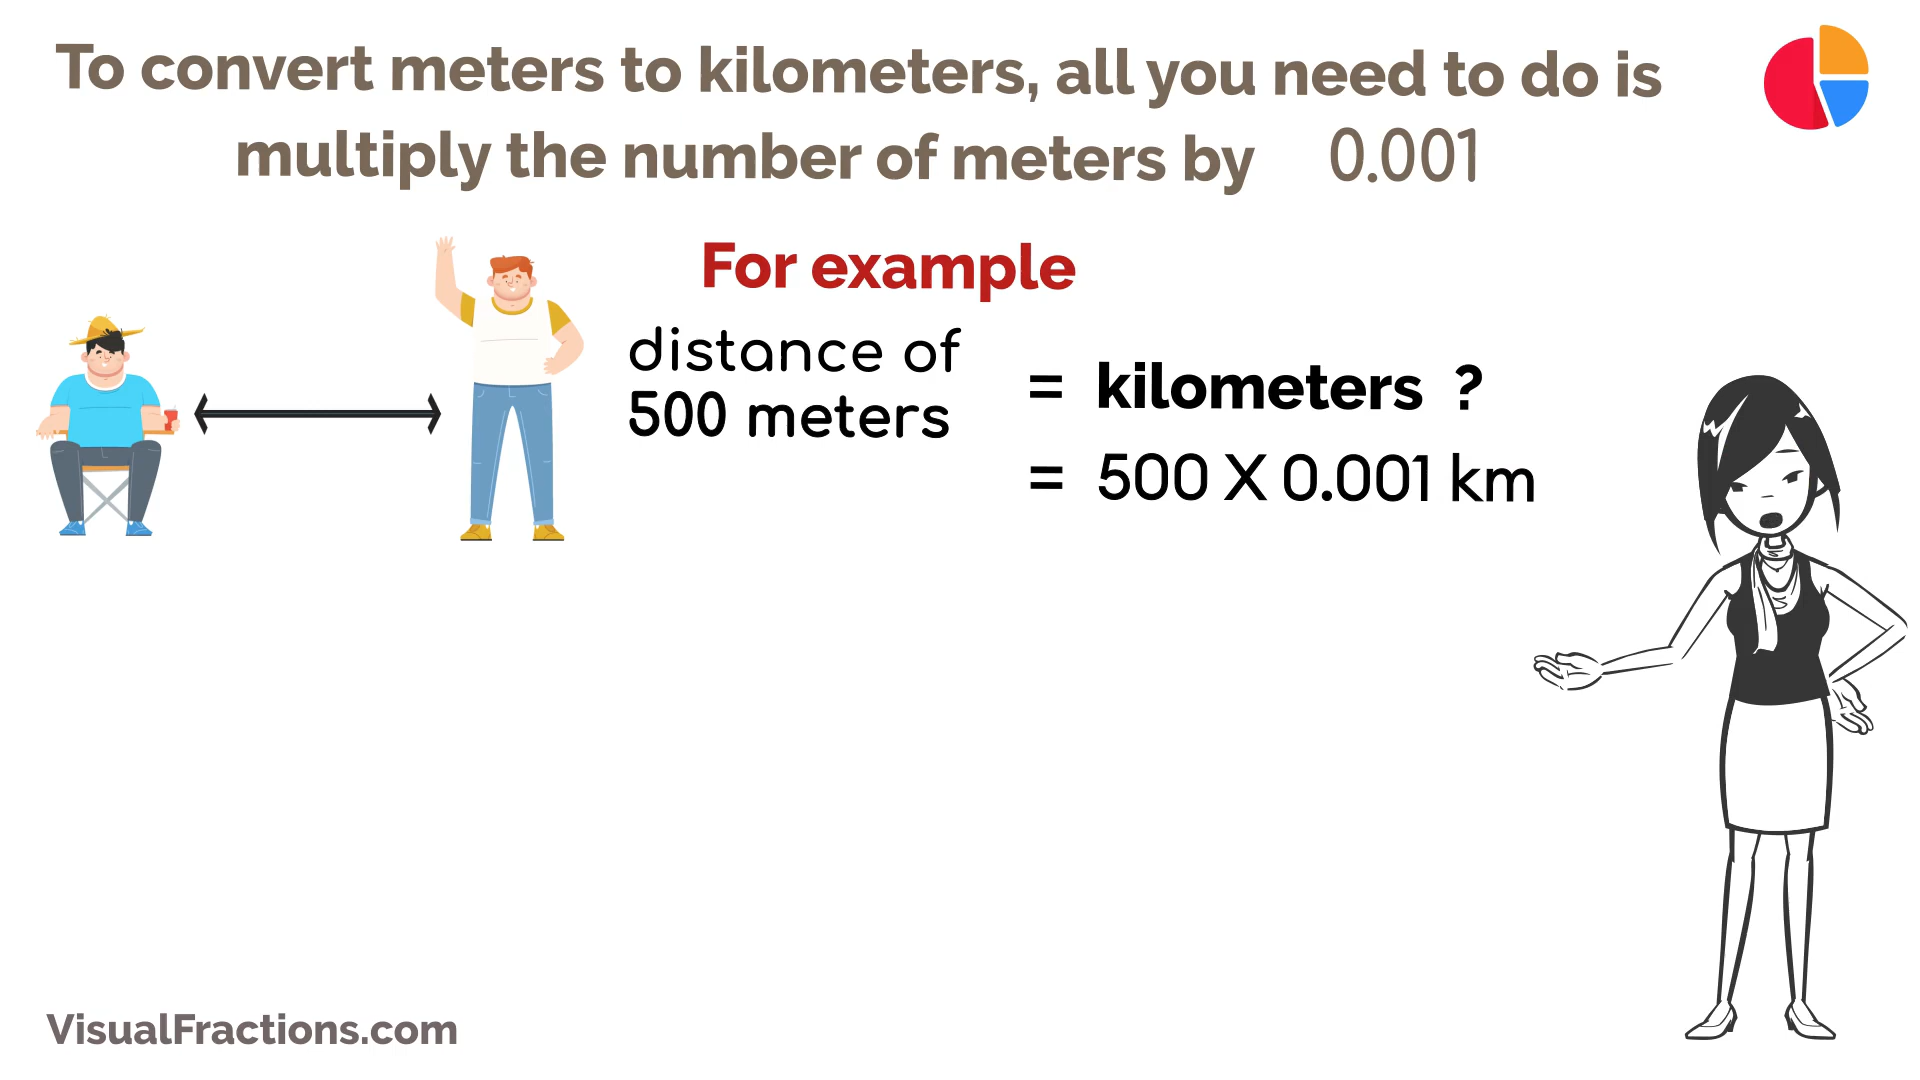 To convert meters to kilometers, all you need to do is
multiply the number of meters by 0.001
For example
distance of
500 meters
= kilometers ?
= 500 X 0.001 km
VisualFractions.com